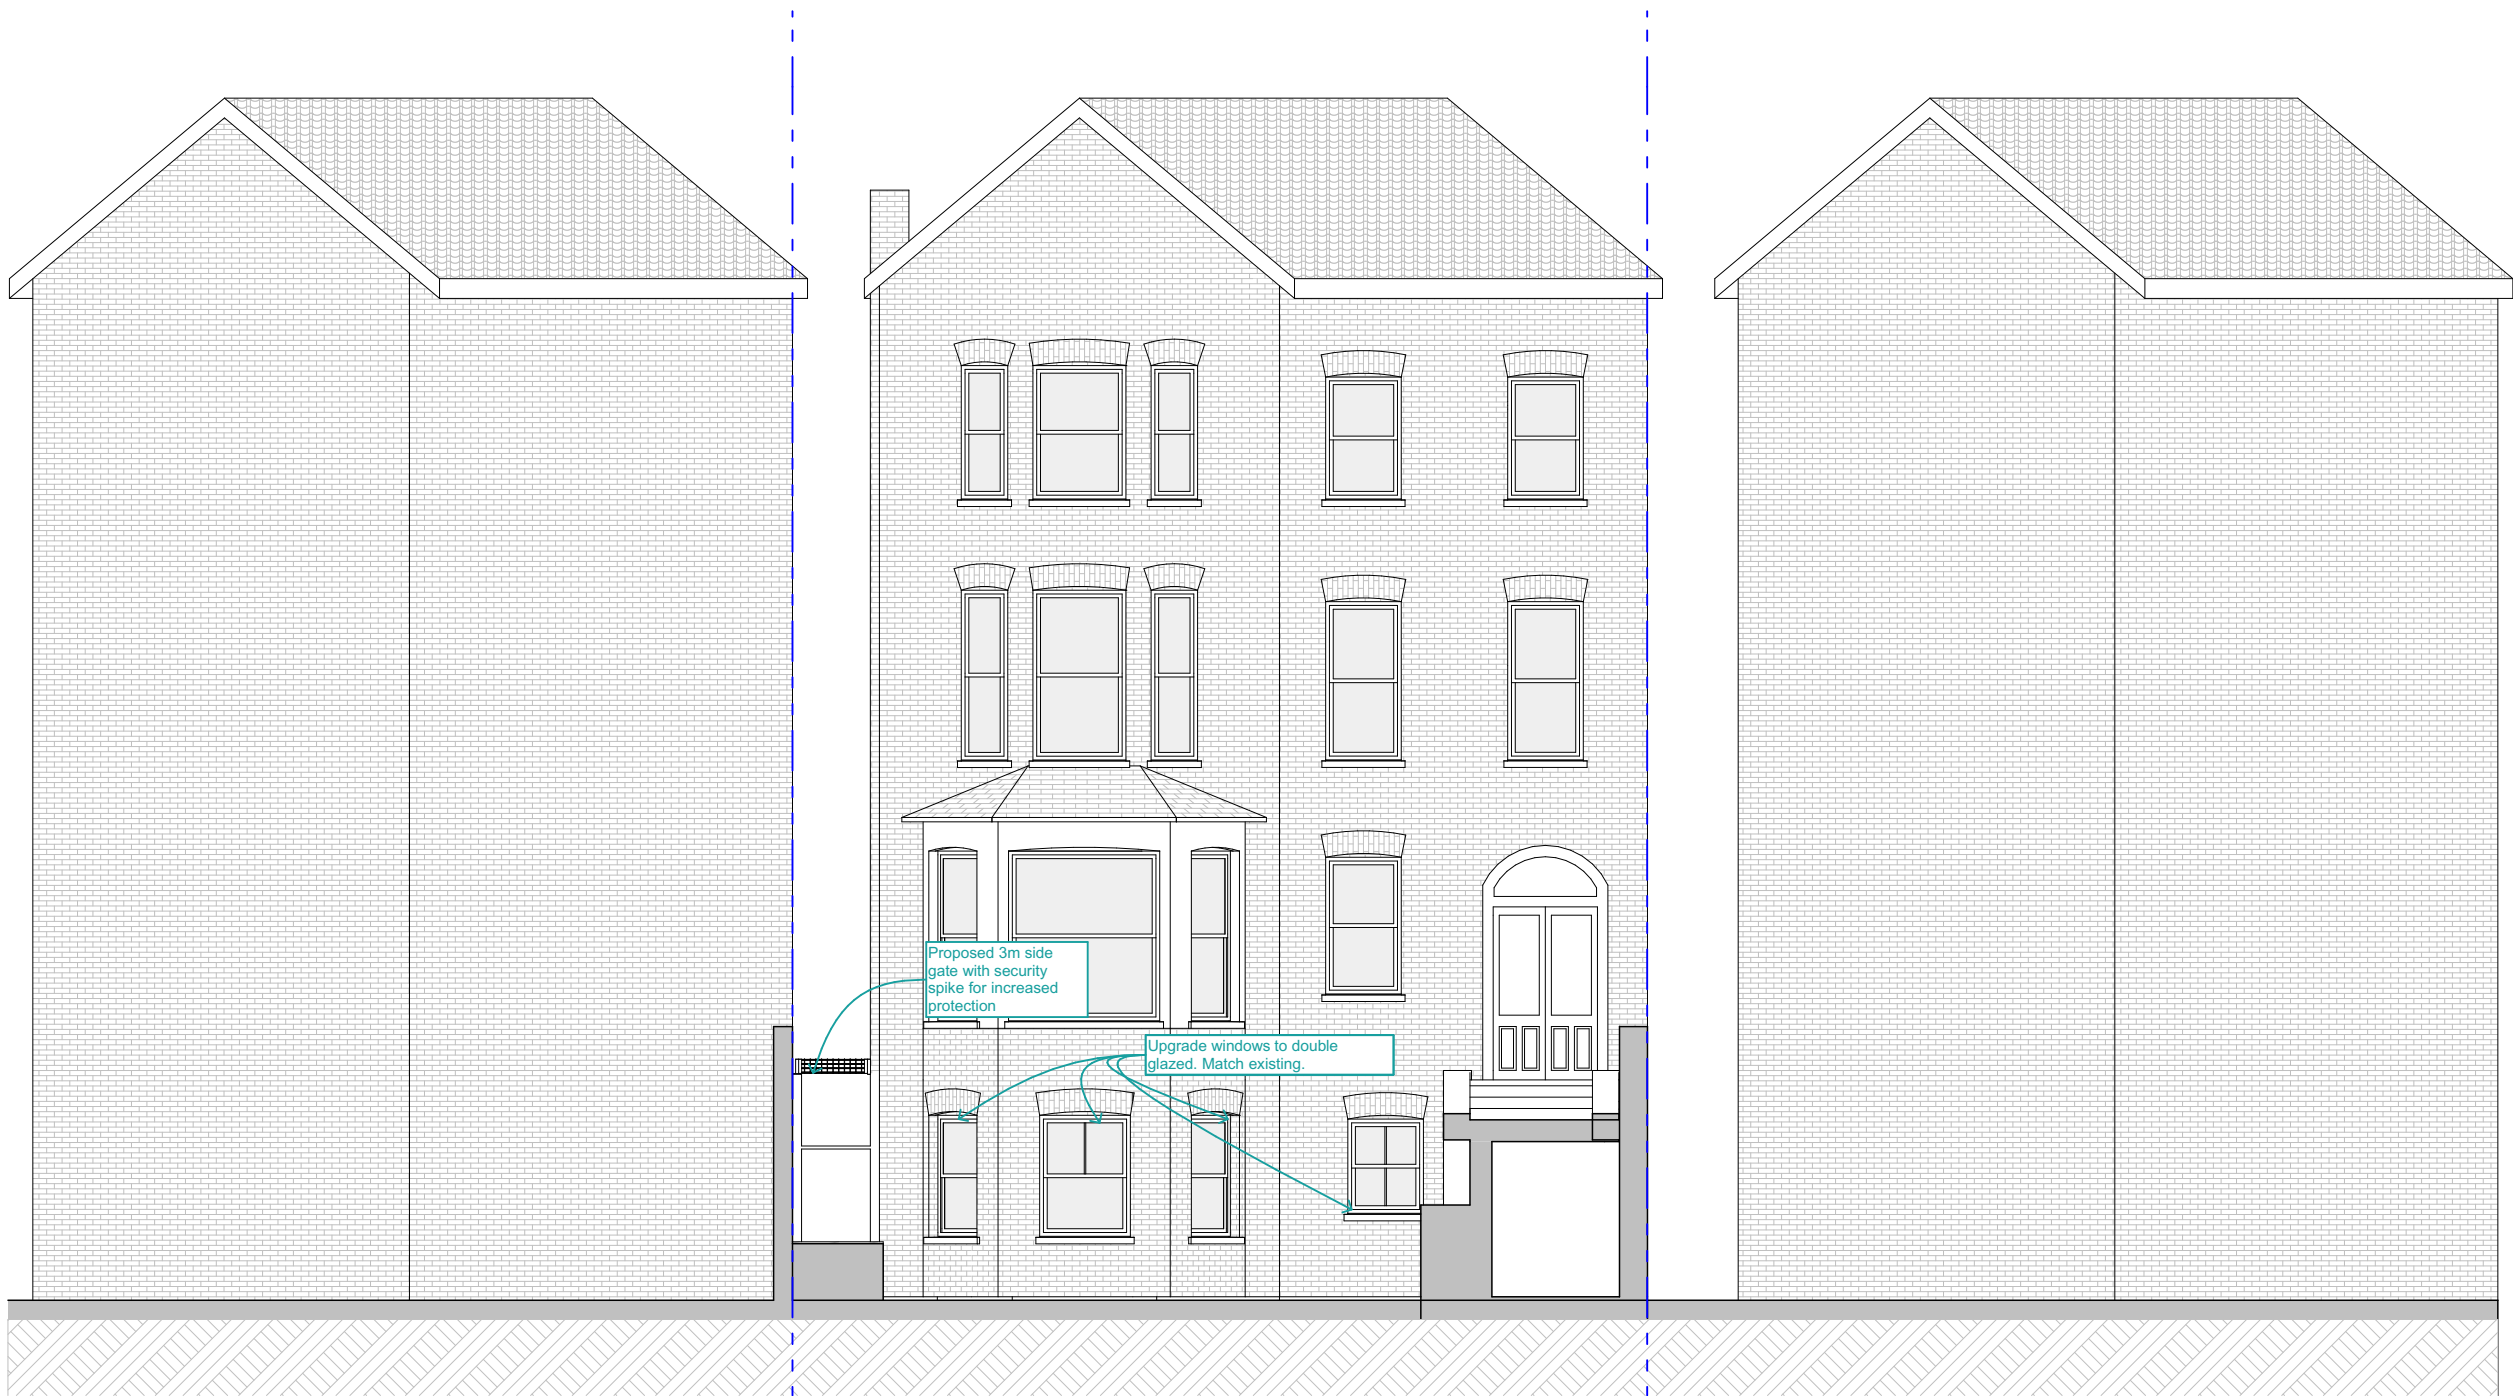 Proposed 3m side
gate with security
spike for increased
protection
Upgrade windows to double
glazed. Match existing.